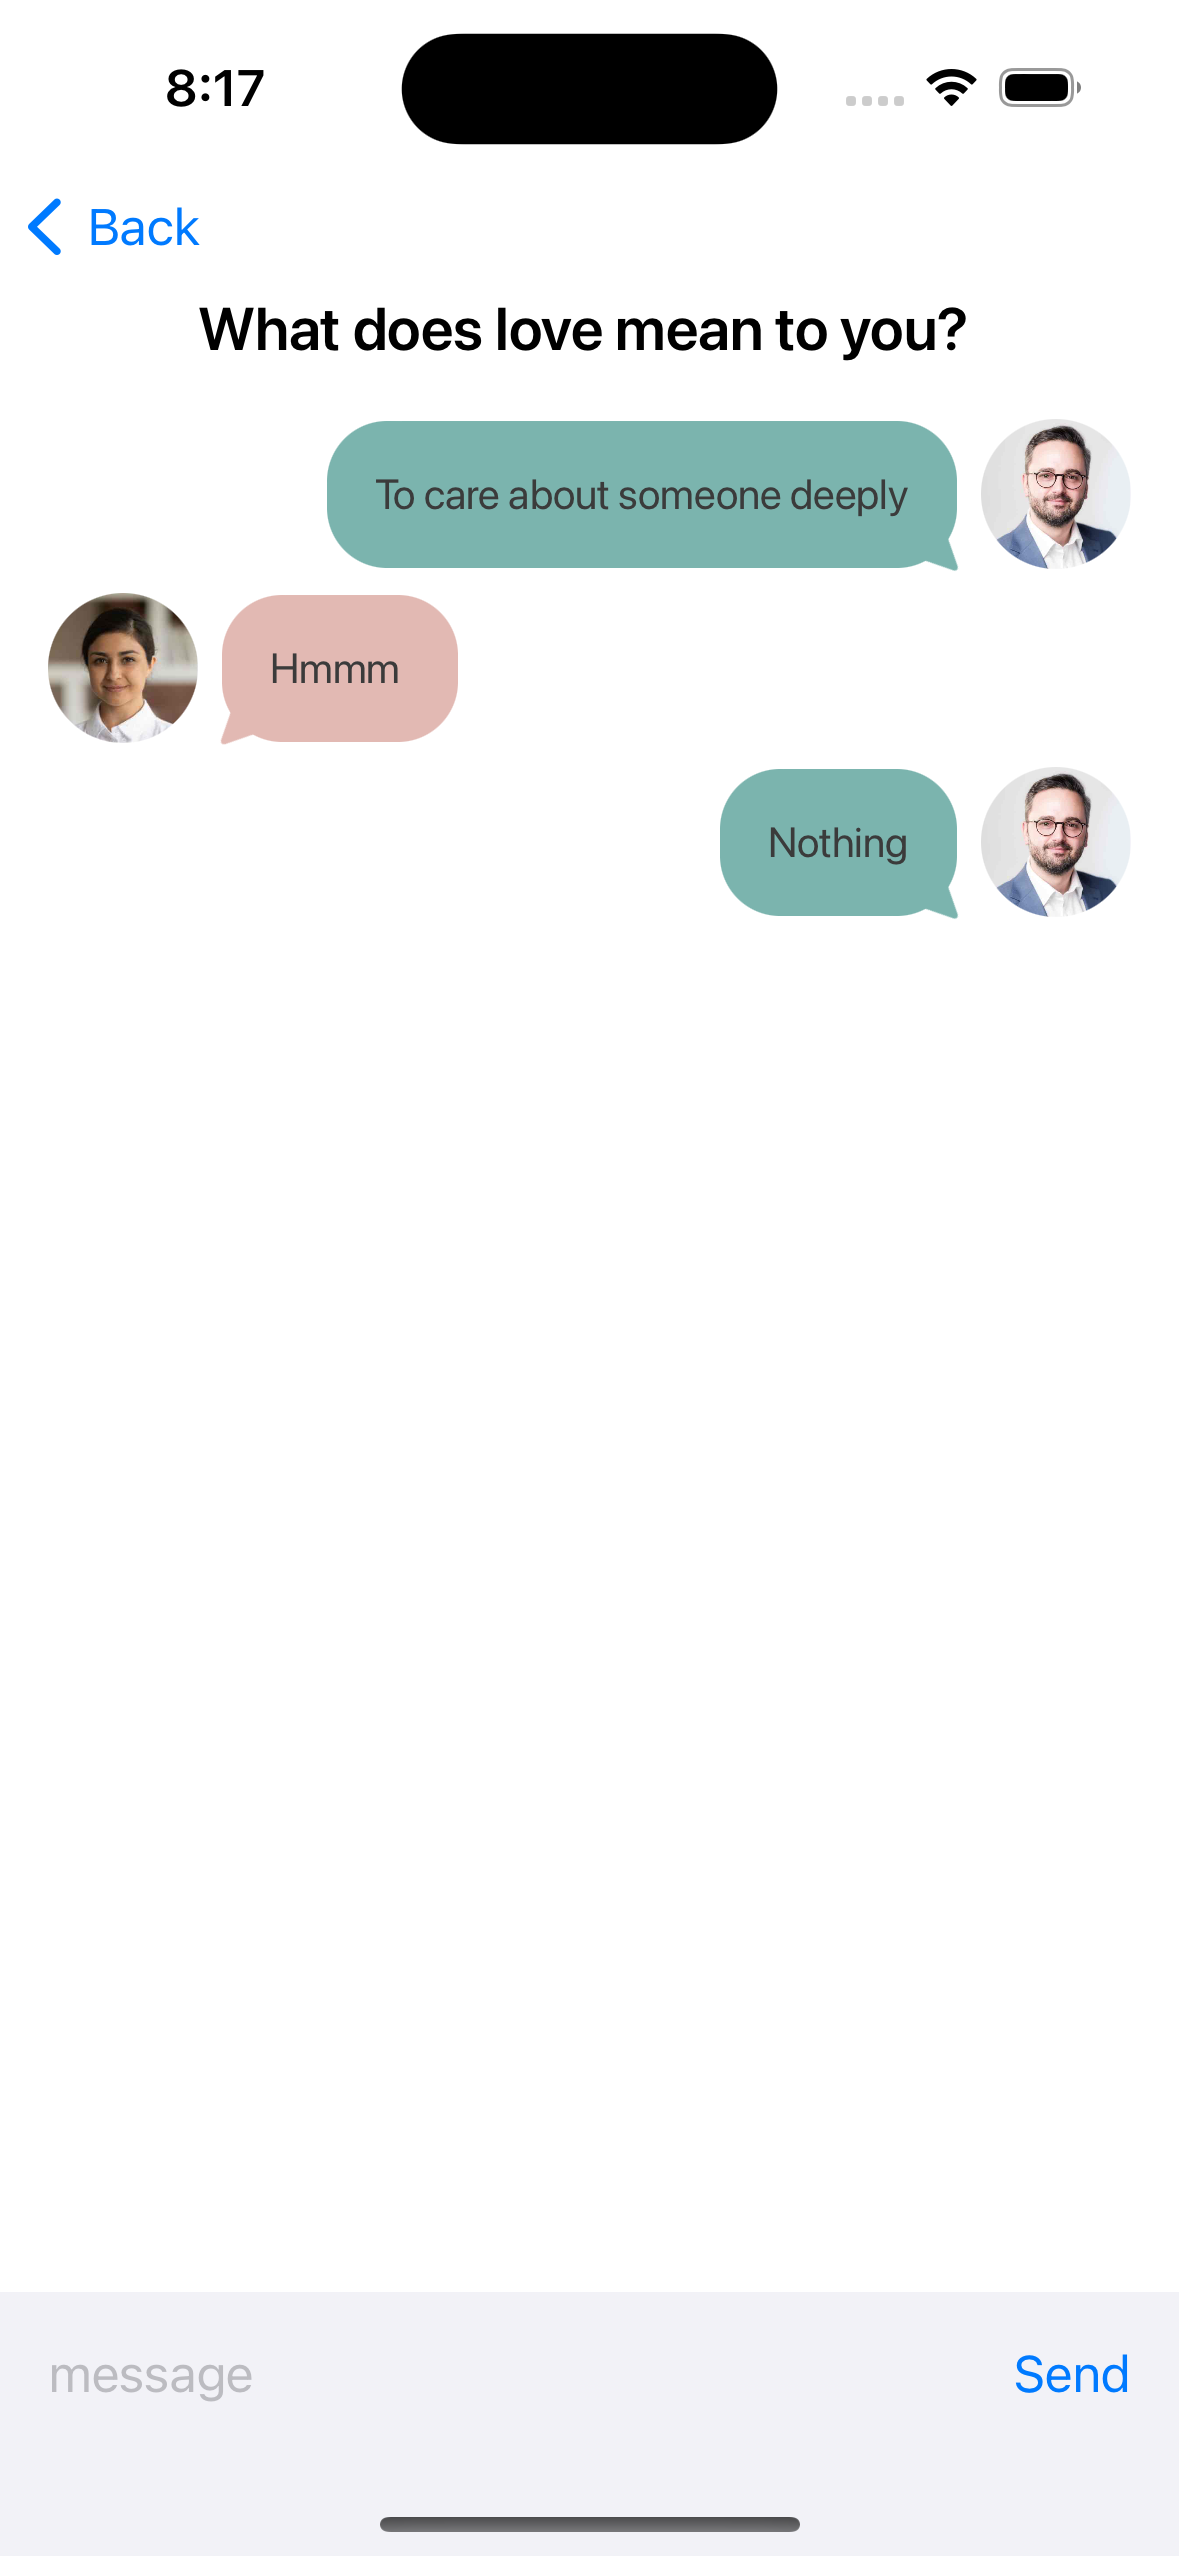 8:17
Back
What does love mean to you?
To care about someone deeply
Hmmm
Nothing
message
Send